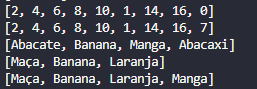 [2, 4, 6, 8, 10, 1, 14, 16, 0]
[2, 4, 6, 8, 10, 1, 14, 16, 7]
[Abacate, Banana, Manga, Abacaxi]
[Maça, Banana, Laranja]
[Maça, Banana, Laranja, Manga]